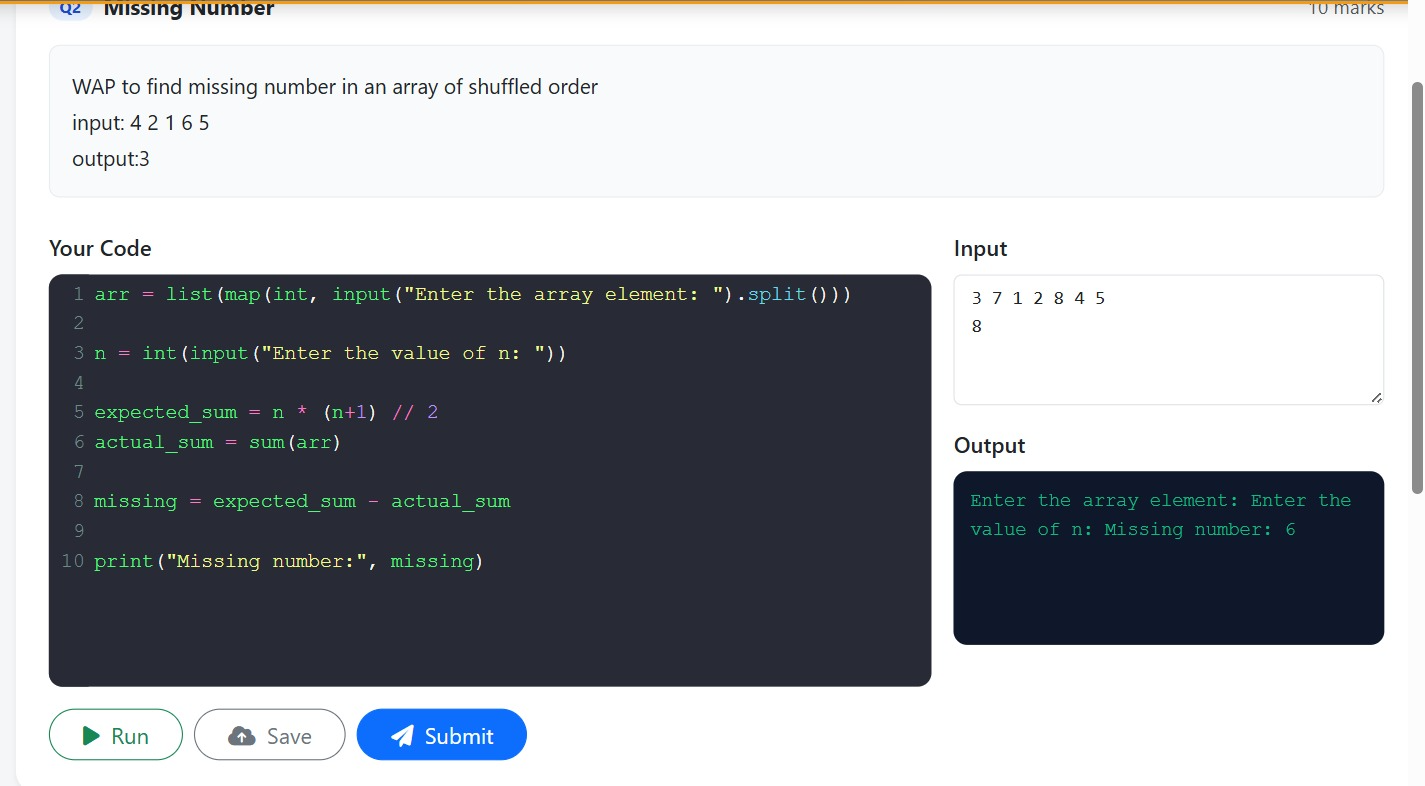 Q2 Missing Number 10 marks
WAP to find missing number in an array of shuffled order
input: 4 2 1 6 5
output:3
Your Code
1 arr = list(map(int, input("Enter the array element: ").split()))
2
3 n = int(input("Enter the value of n: "))
4
5 expected_sum = n * (n+1) // 2
6 actual_sum = sum(arr)
7
8 missing = expected_sum - actual_sum
9
10 print("Missing number:", missing)
Run Save Submit
Input
3 7 1 2 8 4 5
8
Output
Enter the array element: Enter the
value of n: Missing number: 6